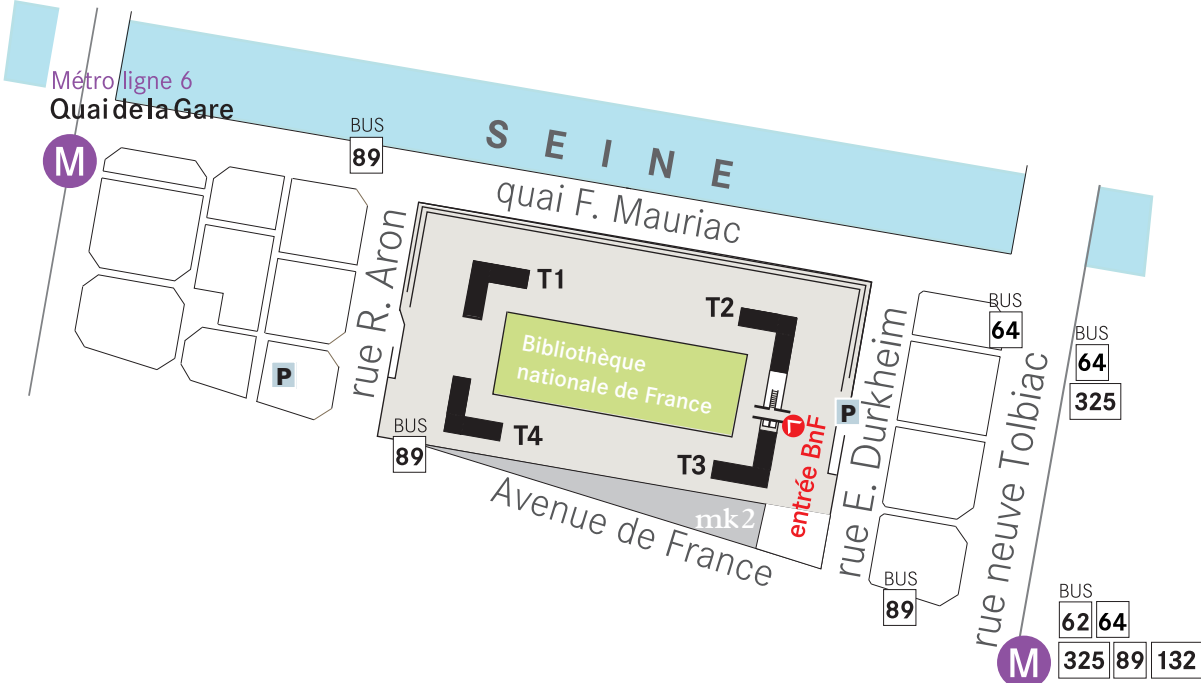 Métro ligne 6
Quai de la Gare
M
BUS
89
SEINE
quai F. Mauriac
rue R. Aron
T1
T2
Bibliothèque
nationale de France
P
T4
T3
BUS
89
P
entrée BnF
mk2
Avenue de France
rue E. Durkheim
BUS
64
BUS
64
325
rue neuve Tolbiac
BUS
89
BUS
62 64
M
325 89 132